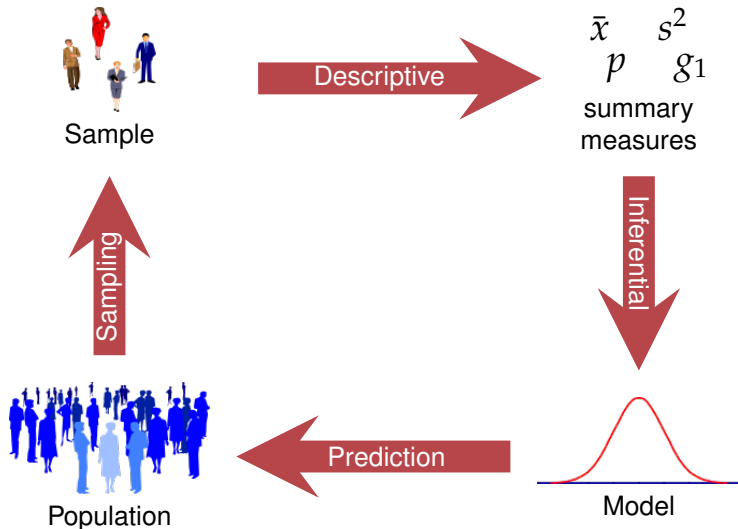 x̄ s²
Descriptive
p g₁
summary
measures
Sample
Sampling
Inferential
Prediction
Population
Model